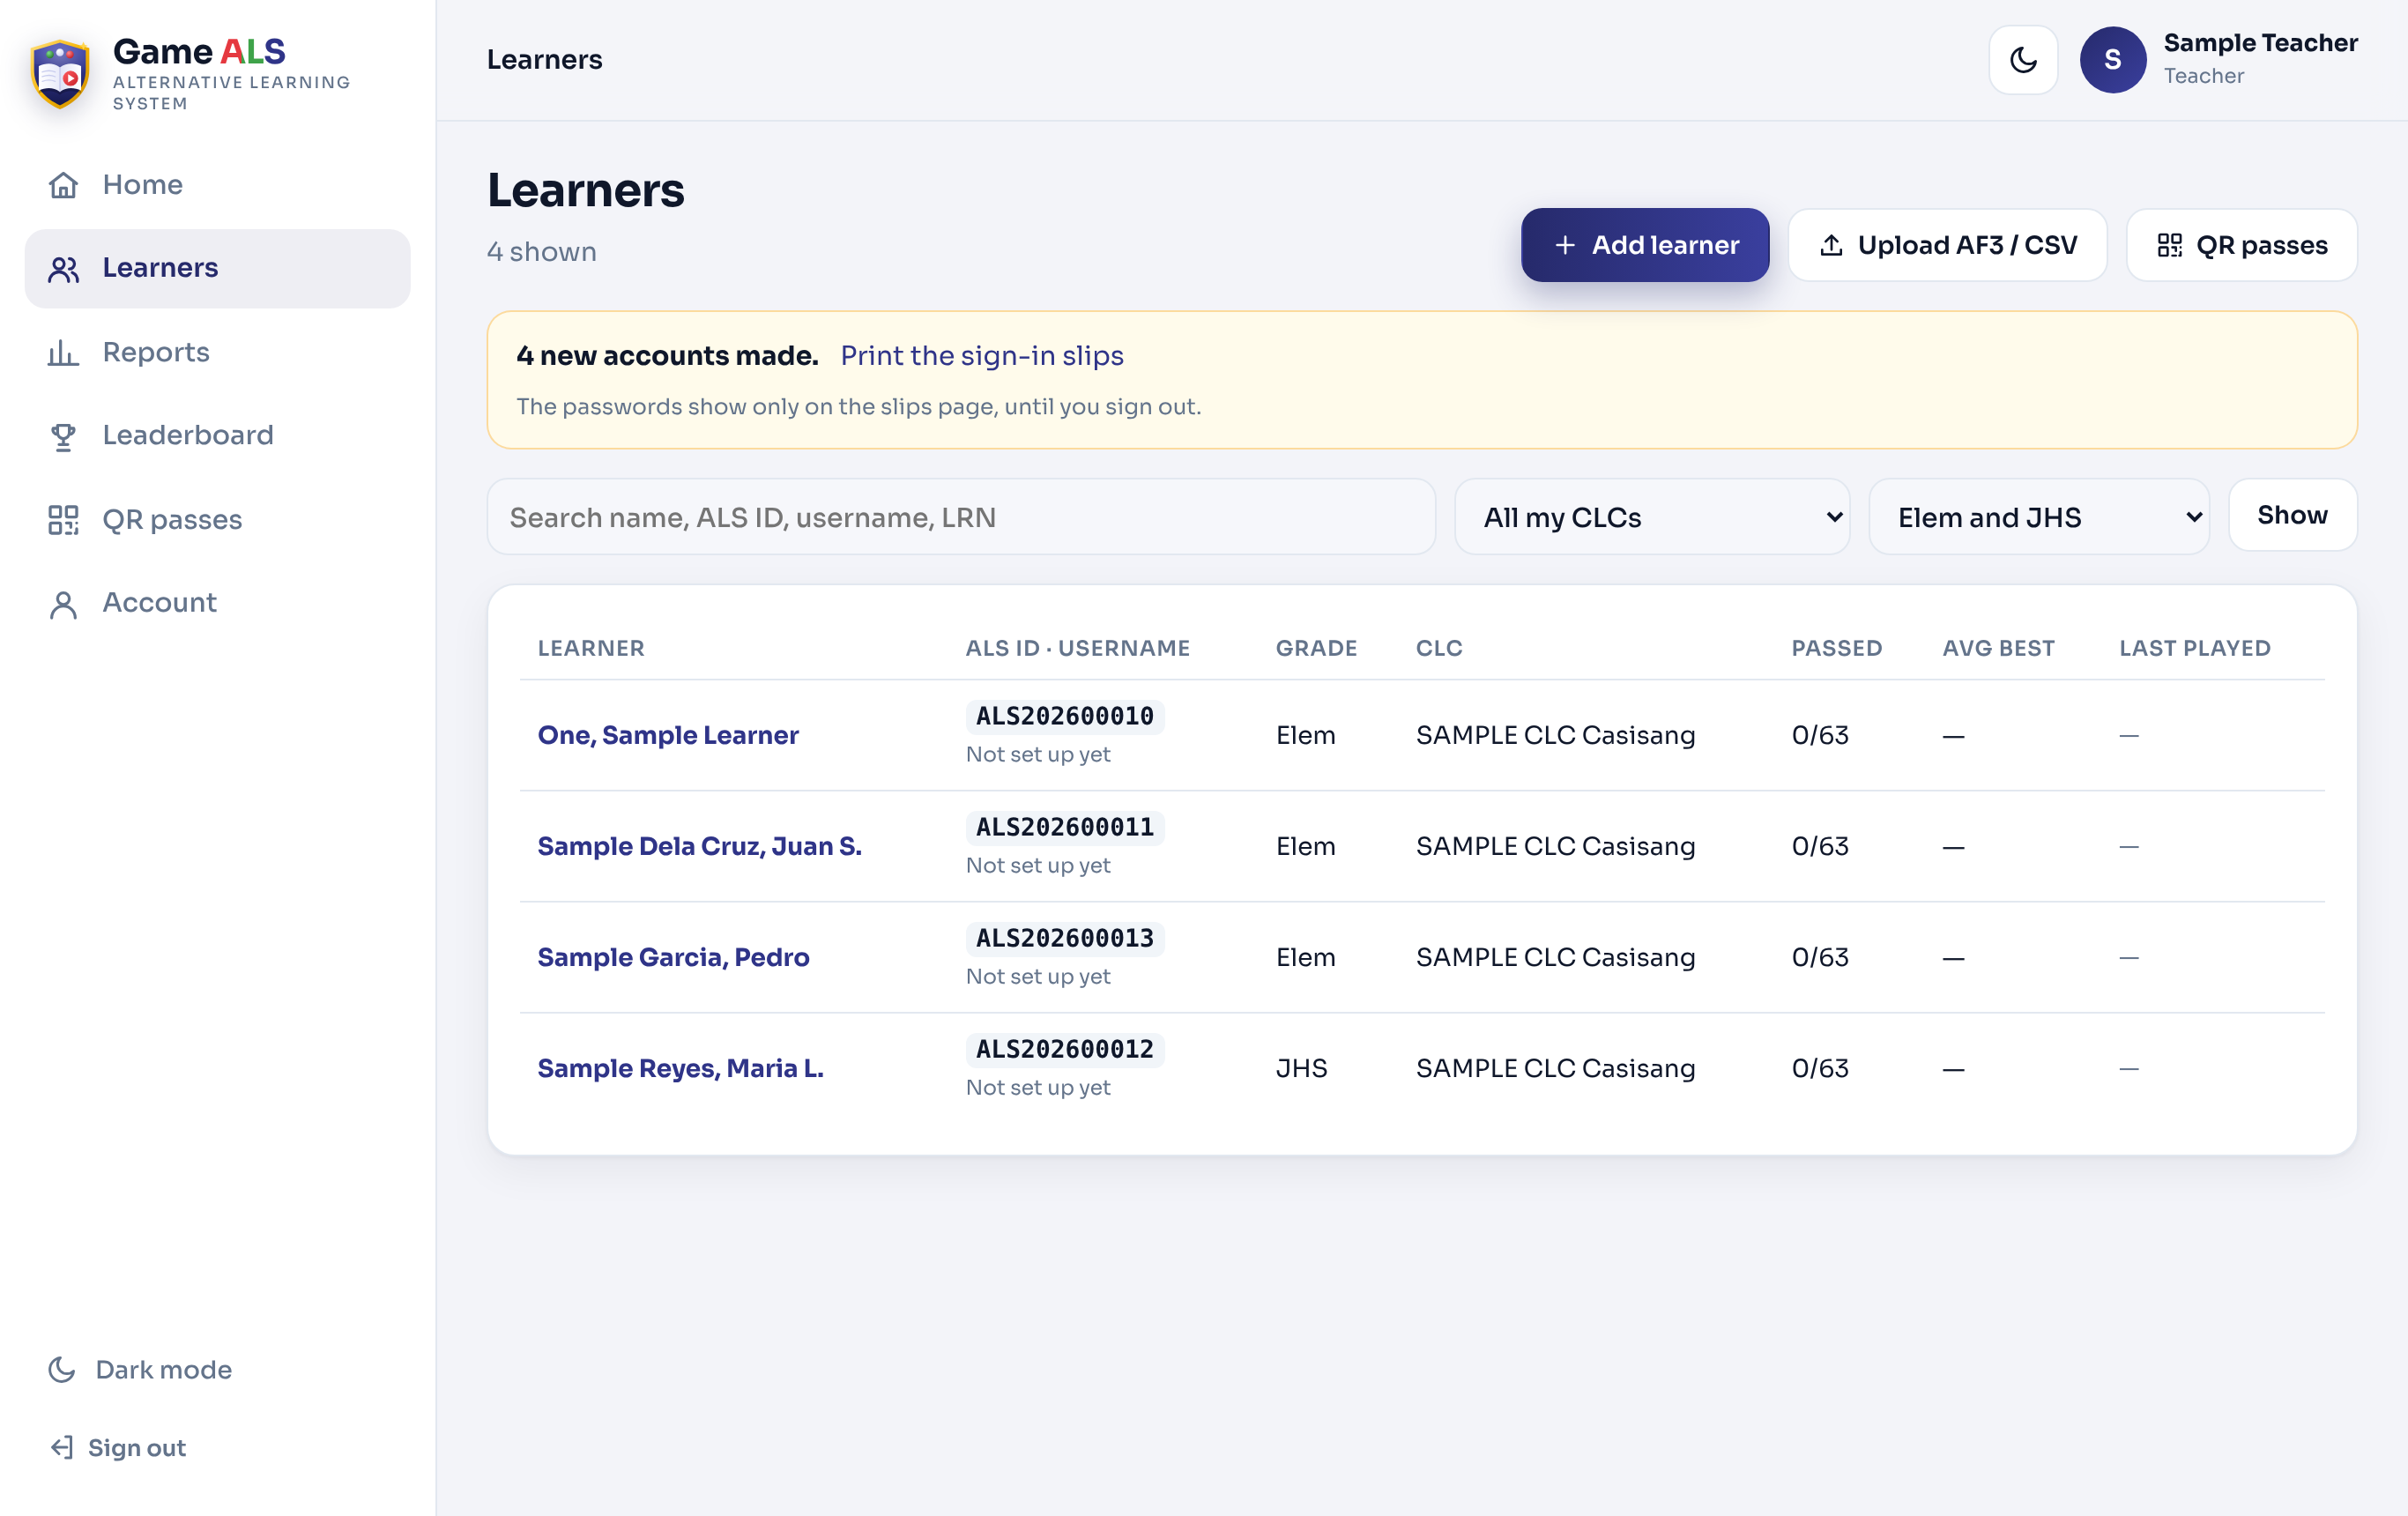 Game ALS
ALTERNATIVE LEARNING
SYSTEM
Home
Learners
Reports
Leaderboard
QR passes
Account
Dark mode
Sign out
Learners
S
Sample Teacher
Teacher
Learners
4 shown
+ Add learner
Upload AF3 / CSV
QR passes
4 new accounts made. Print the sign-in slips
The passwords show only on the slips page, until you sign out.
Search name, ALS ID, username, LRN
All my CLCs
Elem and JHS
Show
LEARNER ALS ID · USERNAME GRADE CLC PASSED AVG BEST LAST PLAYED
One, Sample Learner ALS202600010 Elem SAMPLE CLC Casisang 0/63 — —
Not set up yet
Sample Dela Cruz, Juan S. ALS202600011 Elem SAMPLE CLC Casisang 0/63 — —
Not set up yet
Sample Garcia, Pedro ALS202600013 Elem SAMPLE CLC Casisang 0/63 — —
Not set up yet
Sample Reyes, Maria L. ALS202600012 JHS SAMPLE CLC Casisang 0/63 — —
Not set up yet